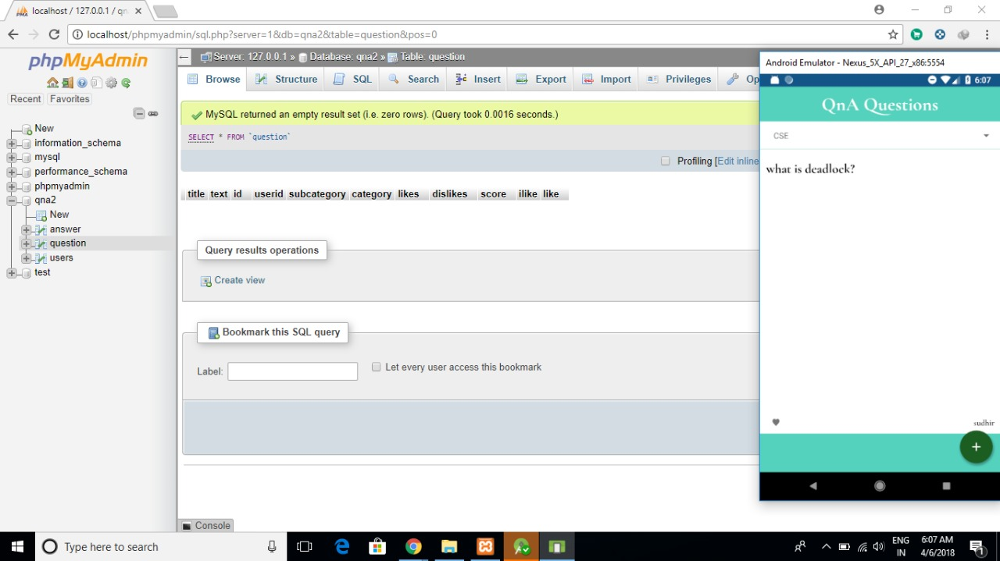 localhost / 127.0.0.1 / qn
localhost/phpmyadmin/sql.php?server=1&db=qna2&table=question&pos=0
phpMyAdmin
Recent Favorites
New
information_schema
mysql
performance_schema
phpmyadmin
qna2
New
answer
question
users
test
Server: 127.0.0.1 » Database: qna2 » Table: question
Browse Structure SQL Search Insert Export Import Privileges Op
MySQL returned an empty result set (i.e. zero rows). (Query took 0.0016 seconds.)
SELECT * FROM `question`
Profiling [Edit inline
title text id userid subcategory category likes dislikes score ilike like
Query results operations
Create view
Bookmark this SQL query
Label:
Let every user access this bookmark
Console
Android Emulator - Nexus_5X_API_27_x86:5554
6:07
QnA Questions
CSE
what is deadlock?
sudhir
+
Type here to search
ENG
IN
6:07 AM
4/6/2018
1